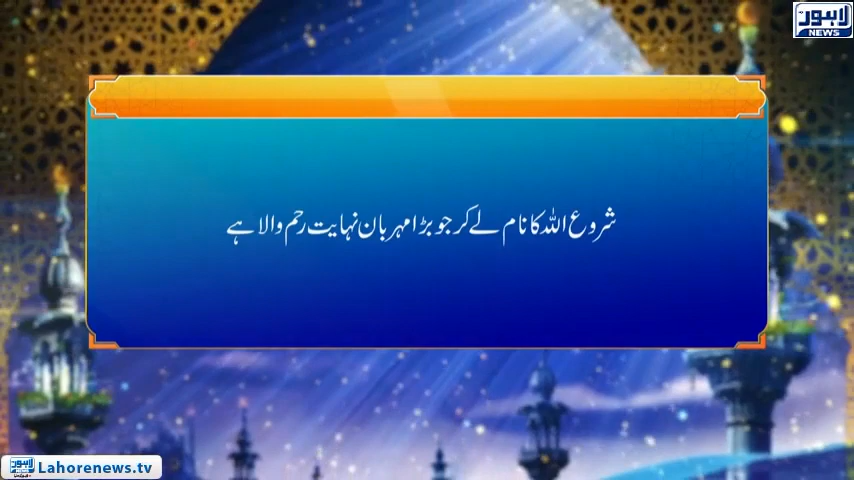 لاہور
NEWS
شروع اللہ کا نام لے کر جو بڑا مہربان نہایت رحم والا ہے
Lahorenews.tv